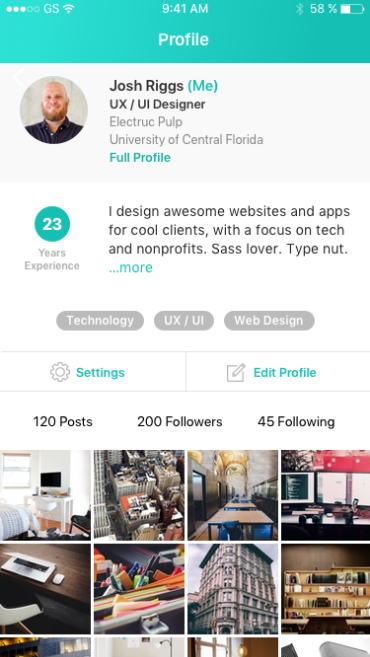 GS 9:41 AM 58 %
Profile
Josh Riggs (Me)
UX / UI Designer
Electruc Pulp
University of Central Florida
Full Profile
23
Years
Experience
I design awesome websites and apps
for cool clients, with a focus on tech
and nonprofits. Sass lover. Type nut.
...more
Technology UX / UI Web Design
Settings Edit Profile
120 Posts 200 Followers 45 Following